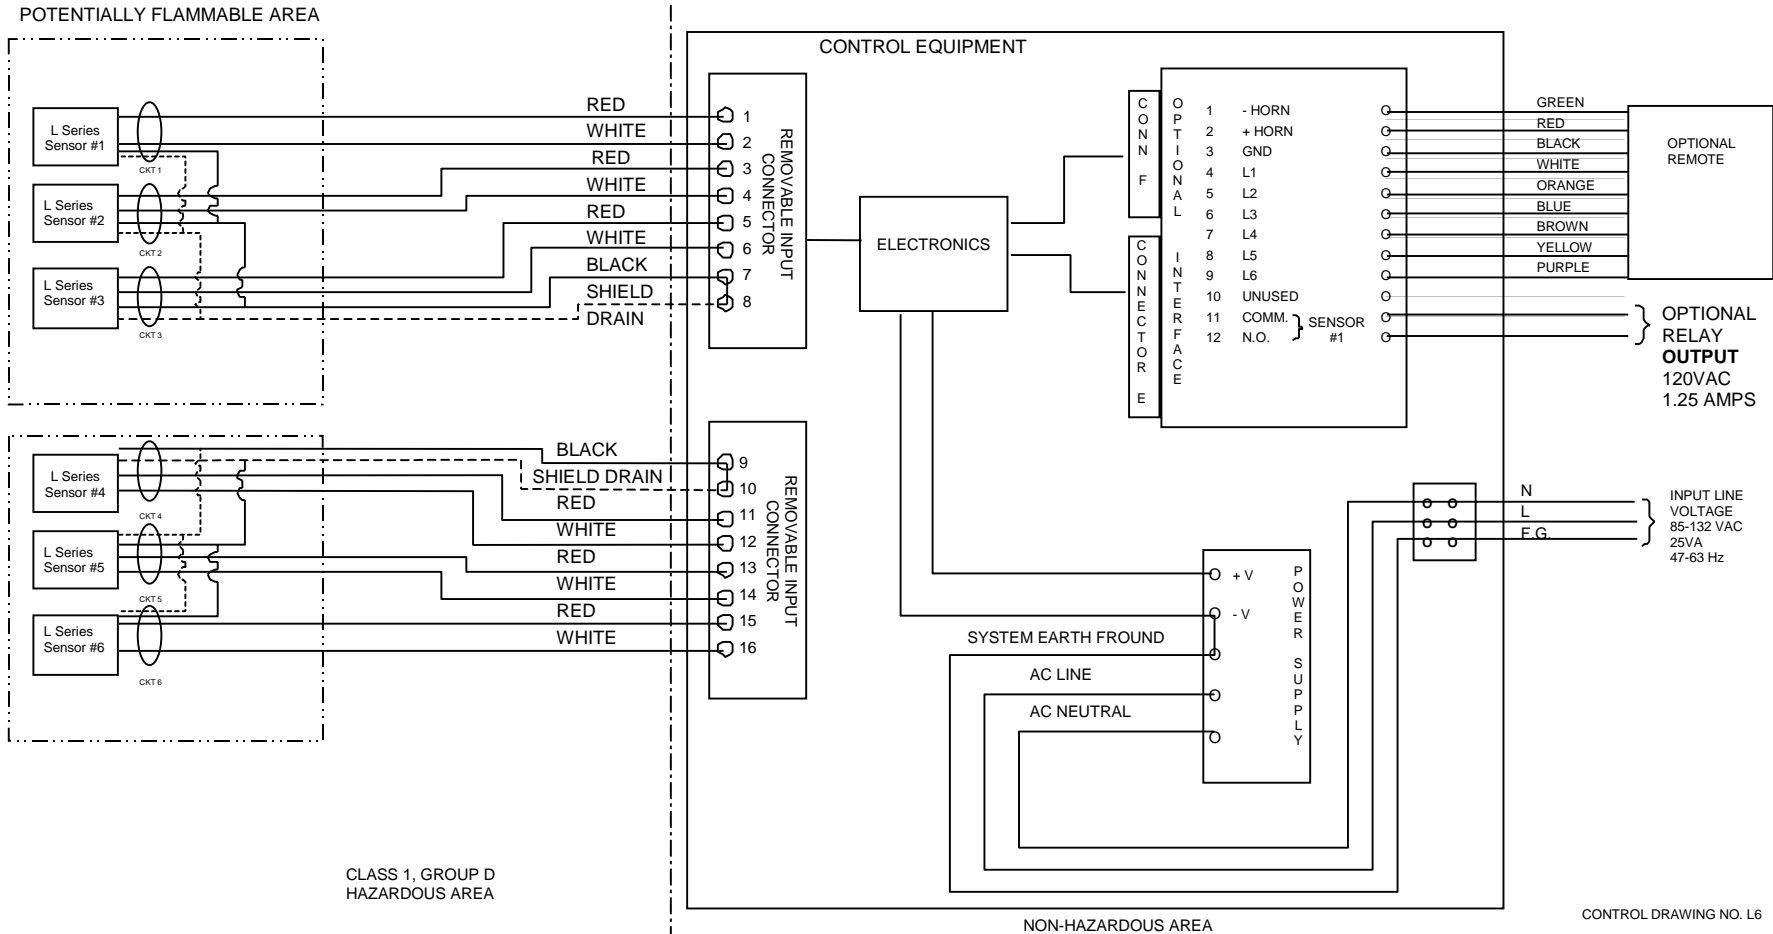 POTENTIALLY FLAMMABLE AREA
L Series
Sensor #1
CKT 1
L Series
Sensor #2
CKT 2
L Series
Sensor #3
CKT 3
L Series
Sensor #4
CKT 4
L Series
Sensor #5
CKT 5
L Series
Sensor #6
CKT 6
RED
WHITE
RED
WHITE
RED
WHITE
BLACK
SHIELD
DRAIN
BLACK
SHIELD DRAIN
RED
WHITE
RED
WHITE
RED
WHITE
CLASS 1, GROUP D
HAZARDOUS AREA
CONTROL EQUIPMENT
1
2
3
4
5
6
7
8
REMOVABLE INPUT
CONNECTOR
9
10
11
12
13
14
15
16
REMOVABLE INPUT
CONNECTOR
ELECTRONICS
CONN F
CONNECTOR E
OPTIONAL INTERFACE
1 - HORN
2 + HORN
3 GND
4 L1
5 L2
6 L3
7 L4
8 L5
9 L6
10 UNUSED
11 COMM.
12 N.O.
SENSOR
#1
GREEN
RED
BLACK
WHITE
ORANGE
BLUE
BROWN
YELLOW
PURPLE
OPTIONAL
REMOTE
OPTIONAL
RELAY
OUTPUT
120VAC
1.25 AMPS
N
L
E.G.
INPUT LINE
VOLTAGE
85-132 VAC
25VA
47-63 Hz
+ V
- V
POWER SUPPLY
SYSTEM EARTH FROUND
AC LINE
AC NEUTRAL
NON-HAZARDOUS AREA
CONTROL DRAWING NO. L6